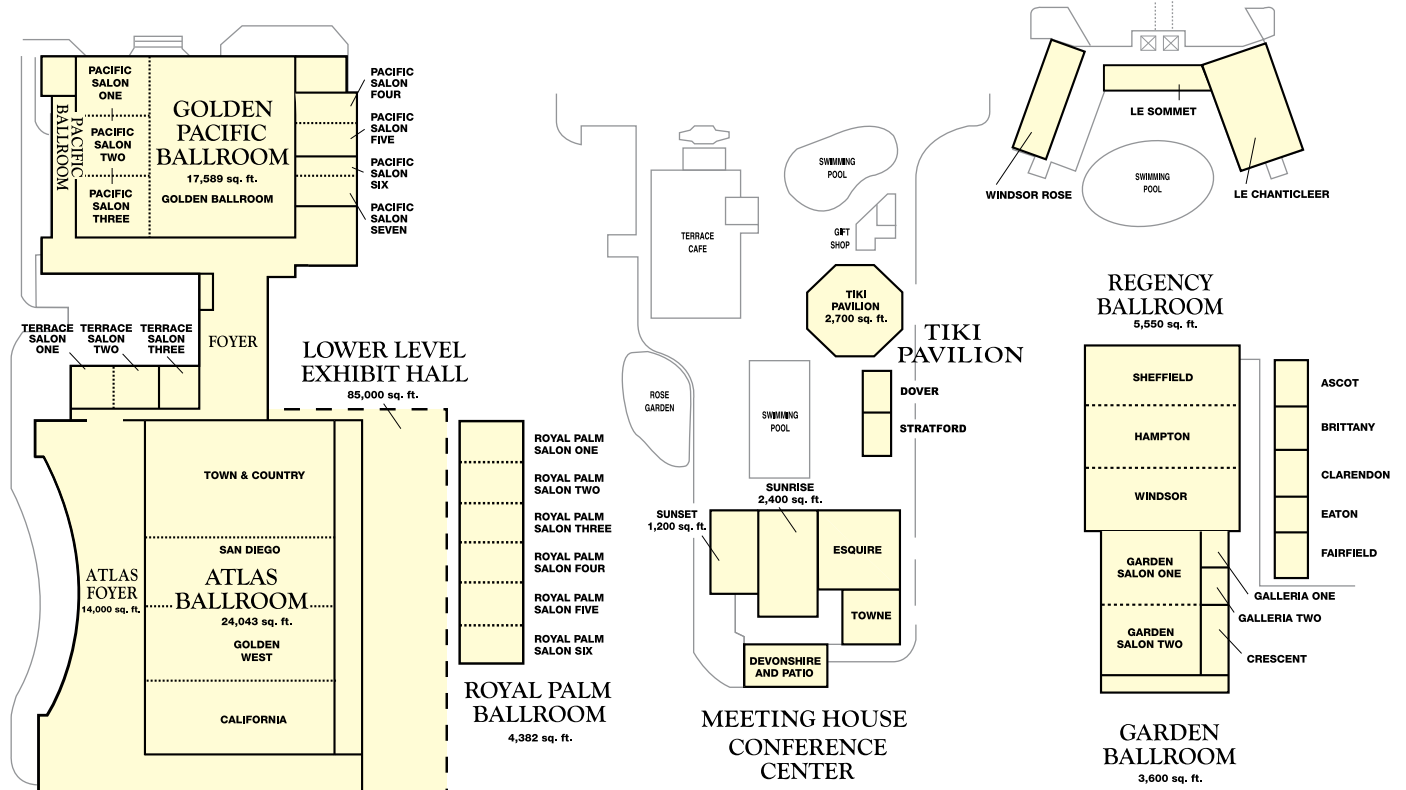 PACIFIC
SALON
ONE
PACIFIC
SALON
TWO
PACIFIC
SALON
THREE
PACIFIC
BALLROOM
GOLDEN
PACIFIC
BALLROOM
17,589 sq. ft.
GOLDEN BALLROOM
PACIFIC
SALON
FOUR
PACIFIC
SALON
FIVE
PACIFIC
SALON
SIX
PACIFIC
SALON
SEVEN
TERRACE
SALON
ONE
TERRACE
SALON
TWO
TERRACE
SALON
THREE
FOYER
LOWER LEVEL
EXHIBIT HALL
85,000 sq. ft.
TOWN & COUNTRY
SAN DIEGO
ATLAS
BALLROOM
24,043 sq. ft.
GOLDEN
WEST
CALIFORNIA
ATLAS
FOYER
14,000 sq. ft.
ROYAL PALM
SALON ONE
ROYAL PALM
SALON TWO
ROYAL PALM
SALON THREE
ROYAL PALM
SALON FOUR
ROYAL PALM
SALON FIVE
ROYAL PALM
SALON SIX
ROYAL PALM
BALLROOM
4,382 sq. ft.
SWIMMING
POOL
TERRACE
CAFE
GIFT
SHOP
TIKI
PAVILION
2,700 sq. ft.
TIKI
PAVILION
ROSE
GARDEN
SWIMMING
POOL
DOVER
STRATFORD
SUNRISE
2,400 sq. ft.
SUNSET
1,200 sq. ft.
ESQUIRE
TOWNE
DEVONSHIRE
AND PATIO
MEETING HOUSE
CONFERENCE
CENTER
LE SOMMET
WINDSOR ROSE
SWIMMING
POOL
LE CHANTICLEER
REGENCY
BALLROOM
5,550 sq. ft.
SHEFFIELD
HAMPTON
WINDSOR
GARDEN
SALON ONE
GARDEN
SALON TWO
ASCOT
BRITTANY
CLARENDON
EATON
FAIRFIELD
GALLERIA ONE
GALLERIA TWO
CRESCENT
GARDEN
BALLROOM
3,600 sq. ft.